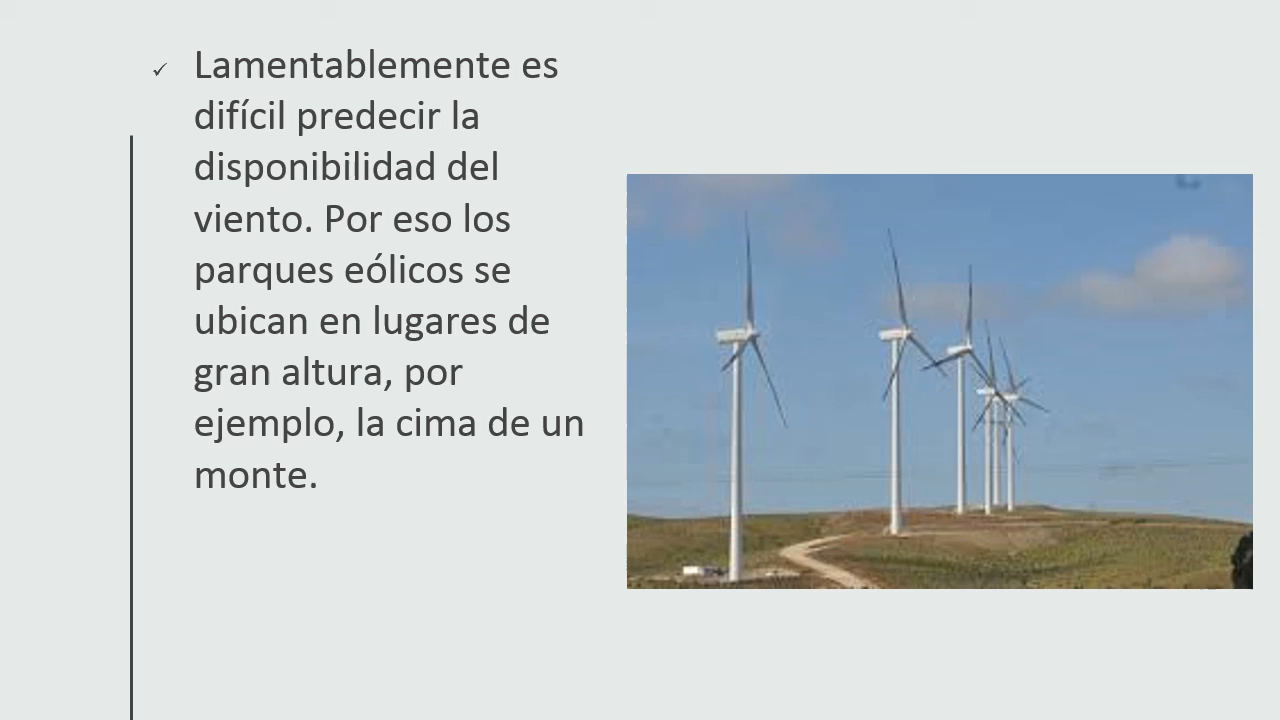 ✓ Lamentablemente es
difícil predecir la
disponibilidad del
viento. Por eso los
parques eólicos se
ubican en lugares de
gran altura, por
ejemplo, la cima de un
monte.